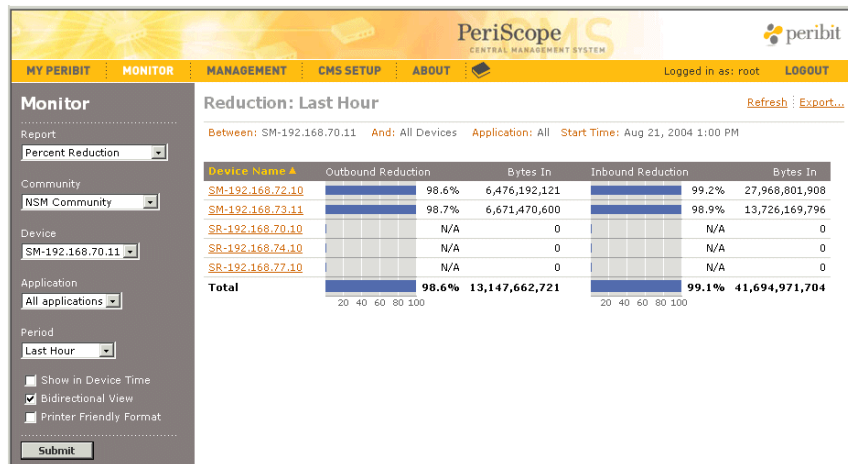 PeriScope
CENTRAL MANAGEMENT SYSTEM
peribit
MY PERIBIT MONITOR MANAGEMENT CMS SETUP ABOUT Logged in as: root LOGOUT
Monitor
Report
Percent Reduction
Community
NSM Community
Device
SM-192.168.70.11
Application
All applications
Period
Last Hour
Show in Device Time
Bidirectional View
Printer Friendly Format
Submit
Reduction: Last Hour
Refresh Export...
Between: SM-192.168.70.11 And: All Devices Application: All Start Time: Aug 21, 2004 1:00 PM
Device Name Outbound Reduction Bytes In Inbound Reduction Bytes In
SM-192.168.72.10 98.6% 6,476,192,121 99.2% 27,968,801,908
SM-192.168.73.11 98.7% 6,671,470,600 98.9% 13,726,169,796
SR-192.168.70.10 N/A 0 N/A 0
SR-192.168.74.10 N/A 0 N/A 0
SR-192.168.77.10 N/A 0 N/A 0
Total 98.6% 13,147,662,721 99.1% 41,694,971,704
20 40 60 80 100 20 40 60 80 100